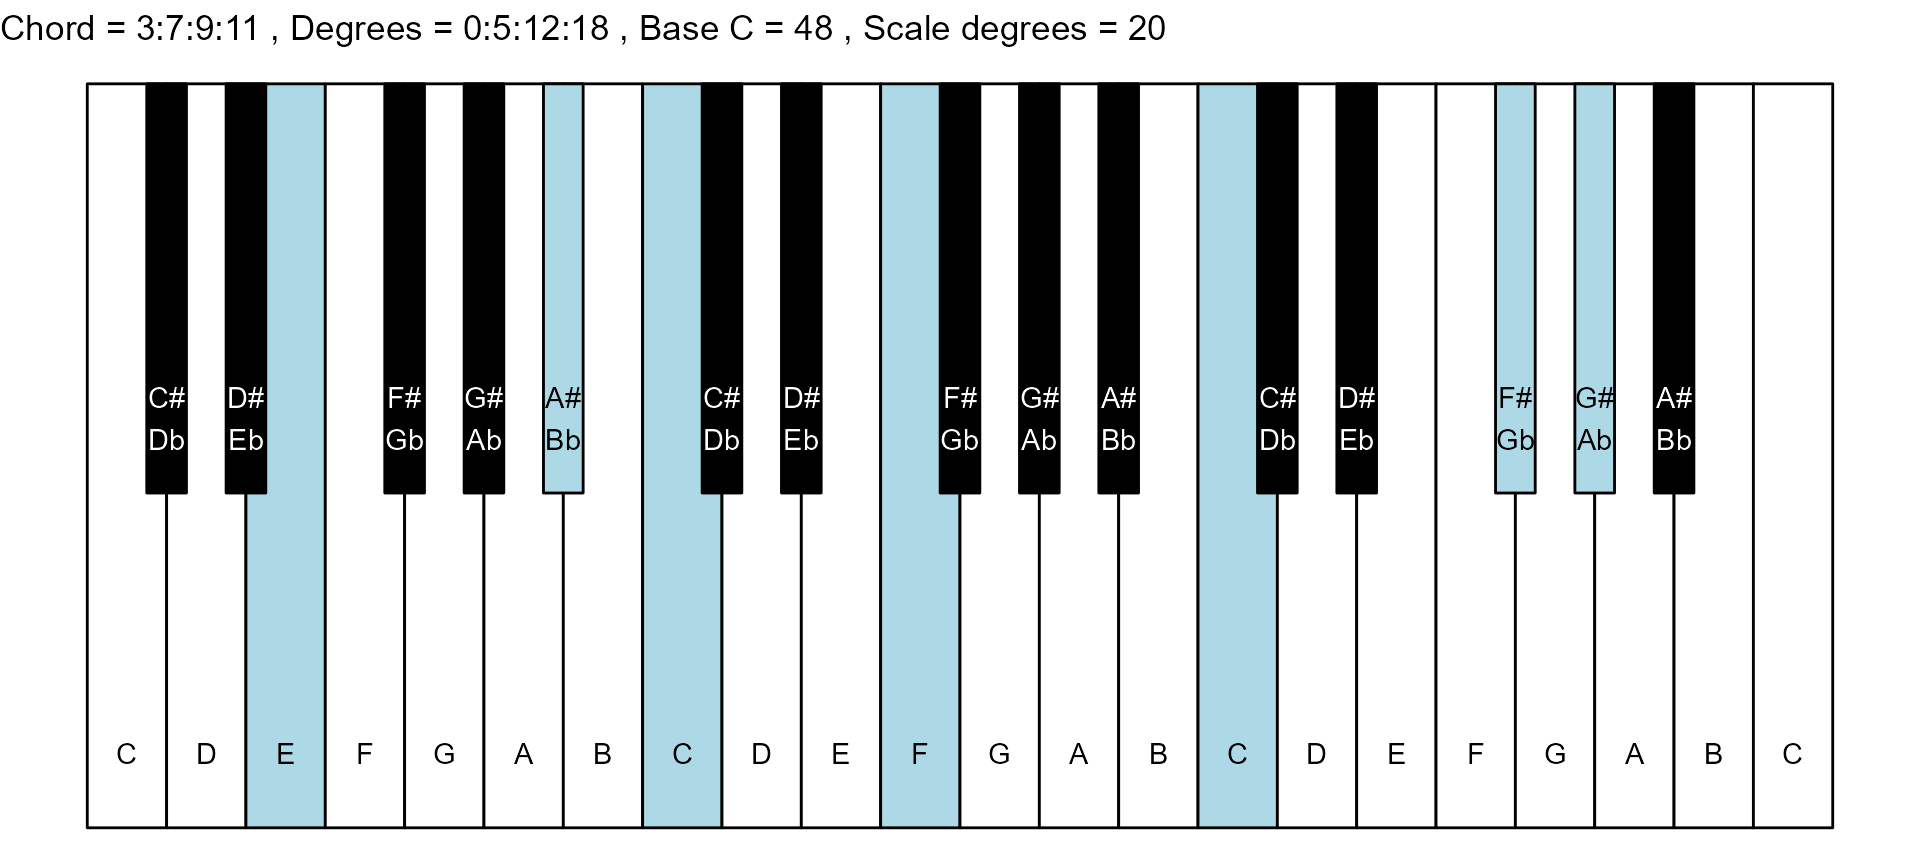 Chord = 3:7:9:11 , Degrees = 0:5:12:18 , Base C = 48 , Scale degrees = 20
C# D# F# G# A# C# D# F# G# A# C# D# F# G# A#
Db Eb Gb Ab Bb Db Eb Gb Ab Bb Db Eb Gb Ab Bb
C D E F G A B C D E F G A B C D E F G A B C